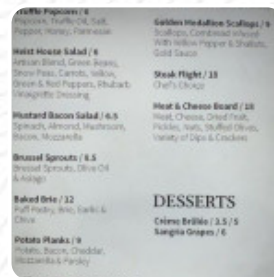 Truffle Popcorn / 6
Popcorn, Truffle Oil, Salt,
Pepper, Honey, Parmesan
Heist House Salad / 6
Artisan Blend, Green Beans,
Snow Peas, Carrots, Yellow,
Green & Red Peppers, Rhubarb
Vinaigrette Dressing
Mustard Bacon Salad / 6.5
Spinach, Almond, Mushroom,
Bacon, Mozzarella
Brussel Sprouts / 8.5
Brussel Sprouts, Olive Oil
& Asiago
Baked Brie / 12
Puff Pastry, Brie, Garlic &
Chive
Potato Planks / 9
Potato, Bacon, Cheddar,
Mozzarella & Parsley
Golden Medallion Scallops / 9
Scallops, Cornbread Infused
With Yellow Pepper & Shallots,
Gold Sauce
Steak Flight / 18
Chef's Choice
Meat & Cheese Board / 18
Meat, Cheese, Dried Fruit,
Pickles, Nuts, Stuffed Olives,
Variety of Dips & Crackers
DESSERTS
Crème Brûlée / 3.5 / 5
Sangria Grapes / 6